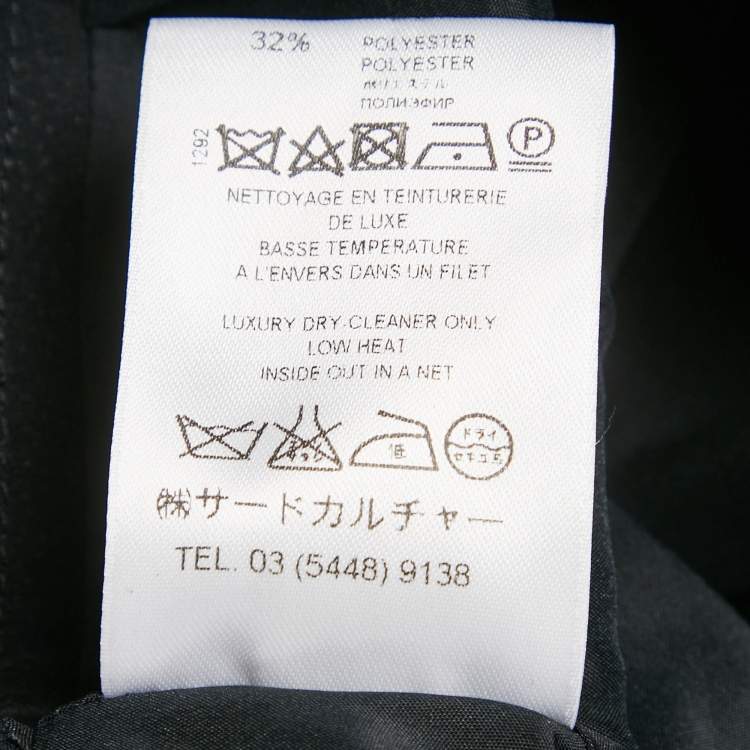 32% POLYESTER
POLYESTER
ポリエステル
ПОЛИЭФИР
1292
P
NETTOYAGE EN TEINTURERIE
DE LUXE
BASSE TEMPERATURE
A L'ENVERS DANS UN FILET
LUXURY DRY-CLEANER ONLY
LOW HEAT
INSIDE OUT IN A NET
低
ドライ
セキユ系
(株)サードカルチャー
TEL. 03 (5448) 9138